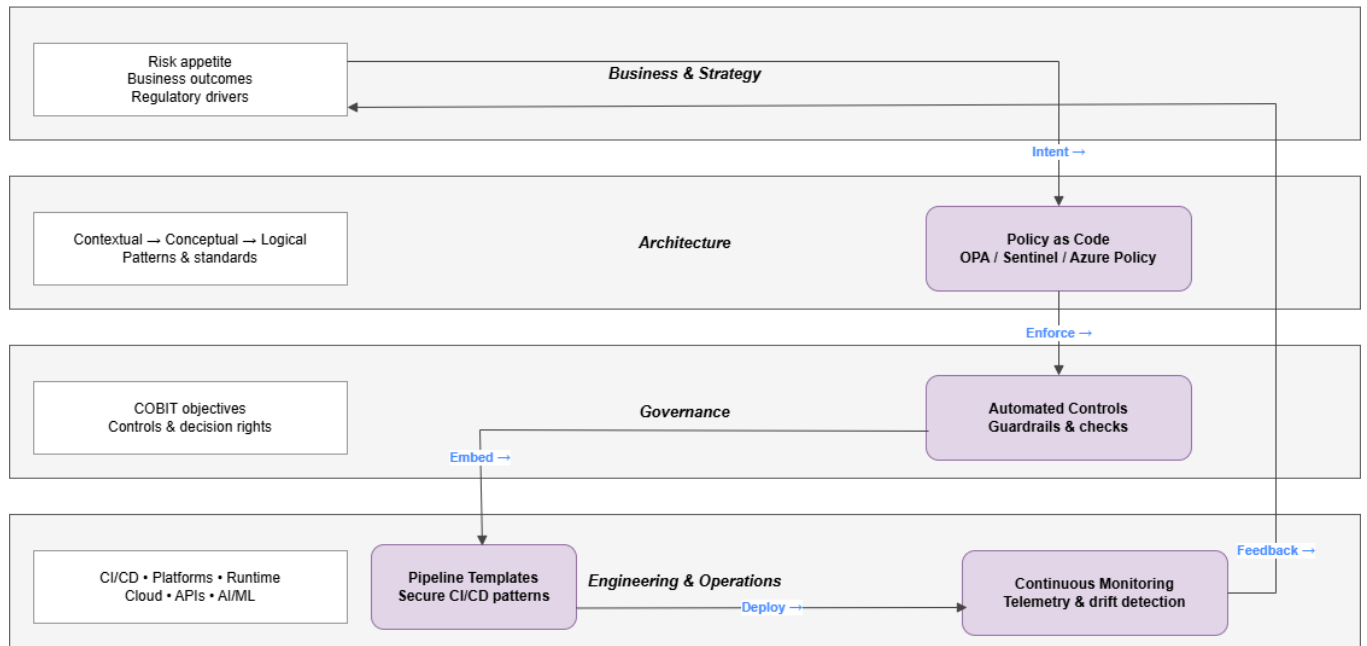 Risk appetite
Business outcomes
Regulatory drivers
Business & Strategy
Intent →
Contextual → Conceptual → Logical
Patterns & standards
Architecture
Policy as Code
OPA / Sentinel / Azure Policy
Enforce →
COBIT objectives
Controls & decision rights
Governance
Automated Controls
Guardrails & checks
Embed →
CI/CD • Platforms • Runtime
Cloud • APIs • AI/ML
Pipeline Templates
Secure CI/CD patterns
Engineering & Operations
Deploy →
Continuous Monitoring
Telemetry & drift detection
Feedback →